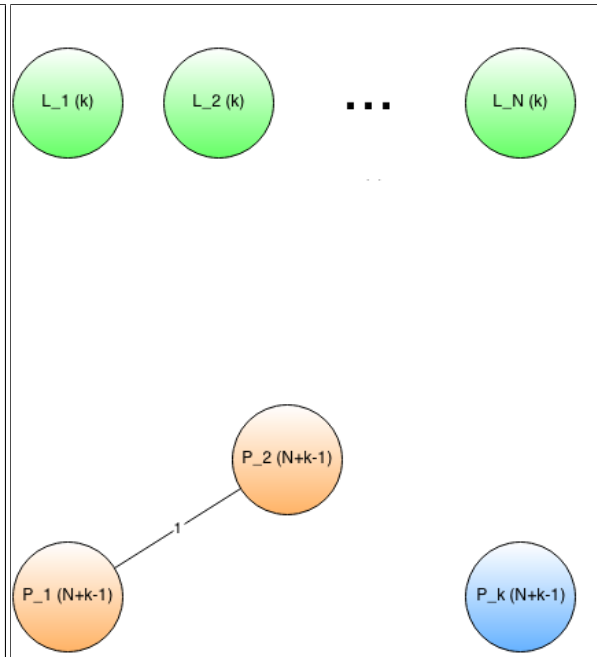 L_1 (k) L_2 (k) ... L_N (k)
P_2 (N+k-1)
1
P_1 (N+k-1) P_k (N+k-1)